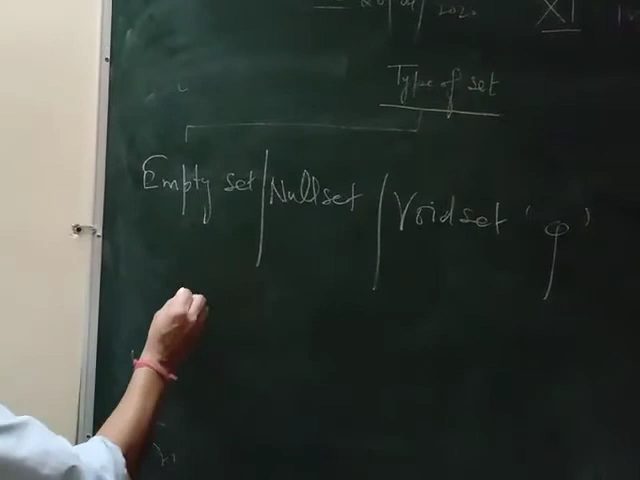 XI
Type of set
Empty set | Null set | Void set ' φ '